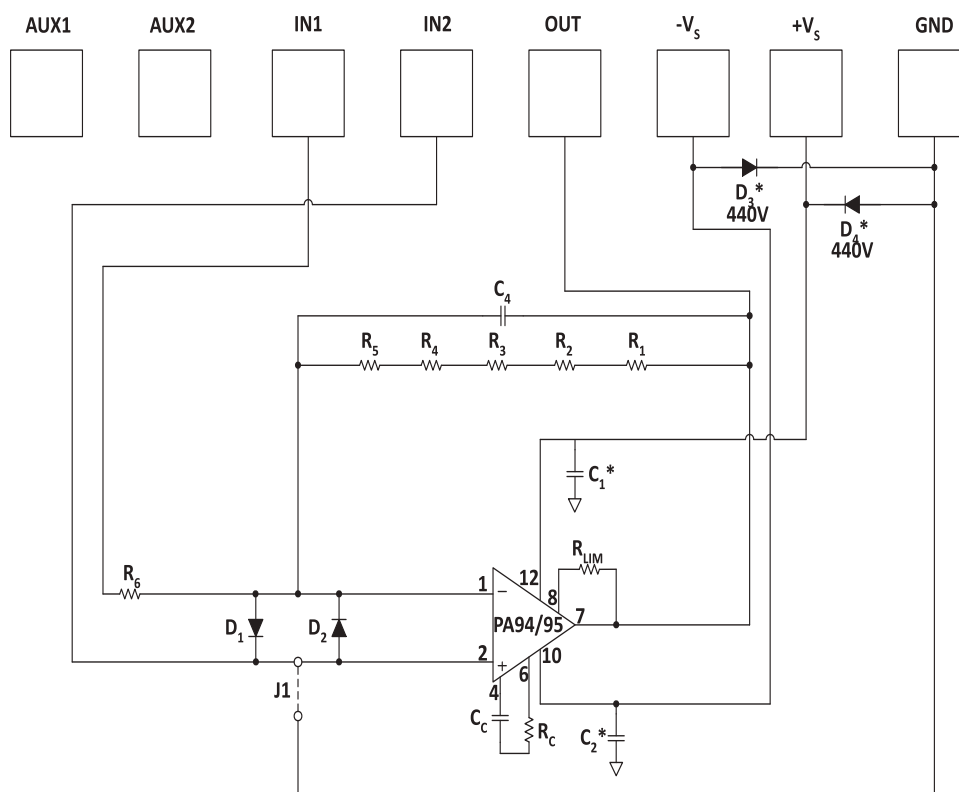 AUX1 AUX2 IN1 IN2 OUT -VS +VS GND
D3*
440V
D4*
440V
C4
R5 R4 R3 R2 R1
C1*
RLIM
R6
1 12 8
D1 D2 PA94/95 7
2 10
6
4
J1
CC RC C2*